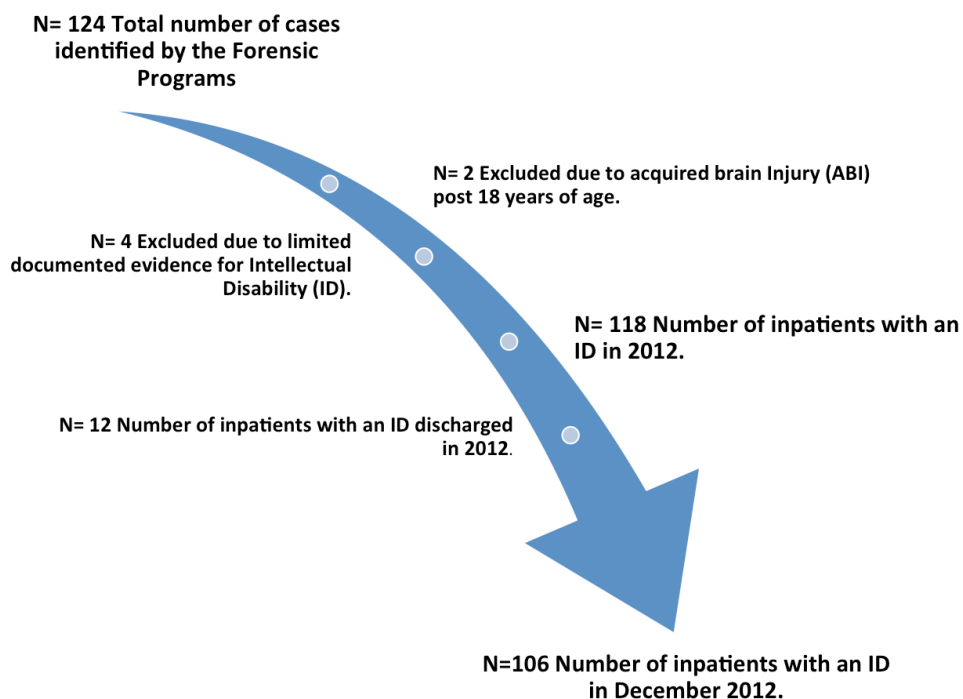 N= 124 Total number of cases
identified by the Forensic
Programs
N= 2 Excluded due to acquired brain Injury (ABI)
post 18 years of age.
N= 4 Excluded due to limited
documented evidence for Intellectual
Disability (ID).
N= 118 Number of inpatients with an
ID in 2012.
N= 12 Number of inpatients with an ID discharged
in 2012.
N=106 Number of inpatients with an ID
in December 2012.